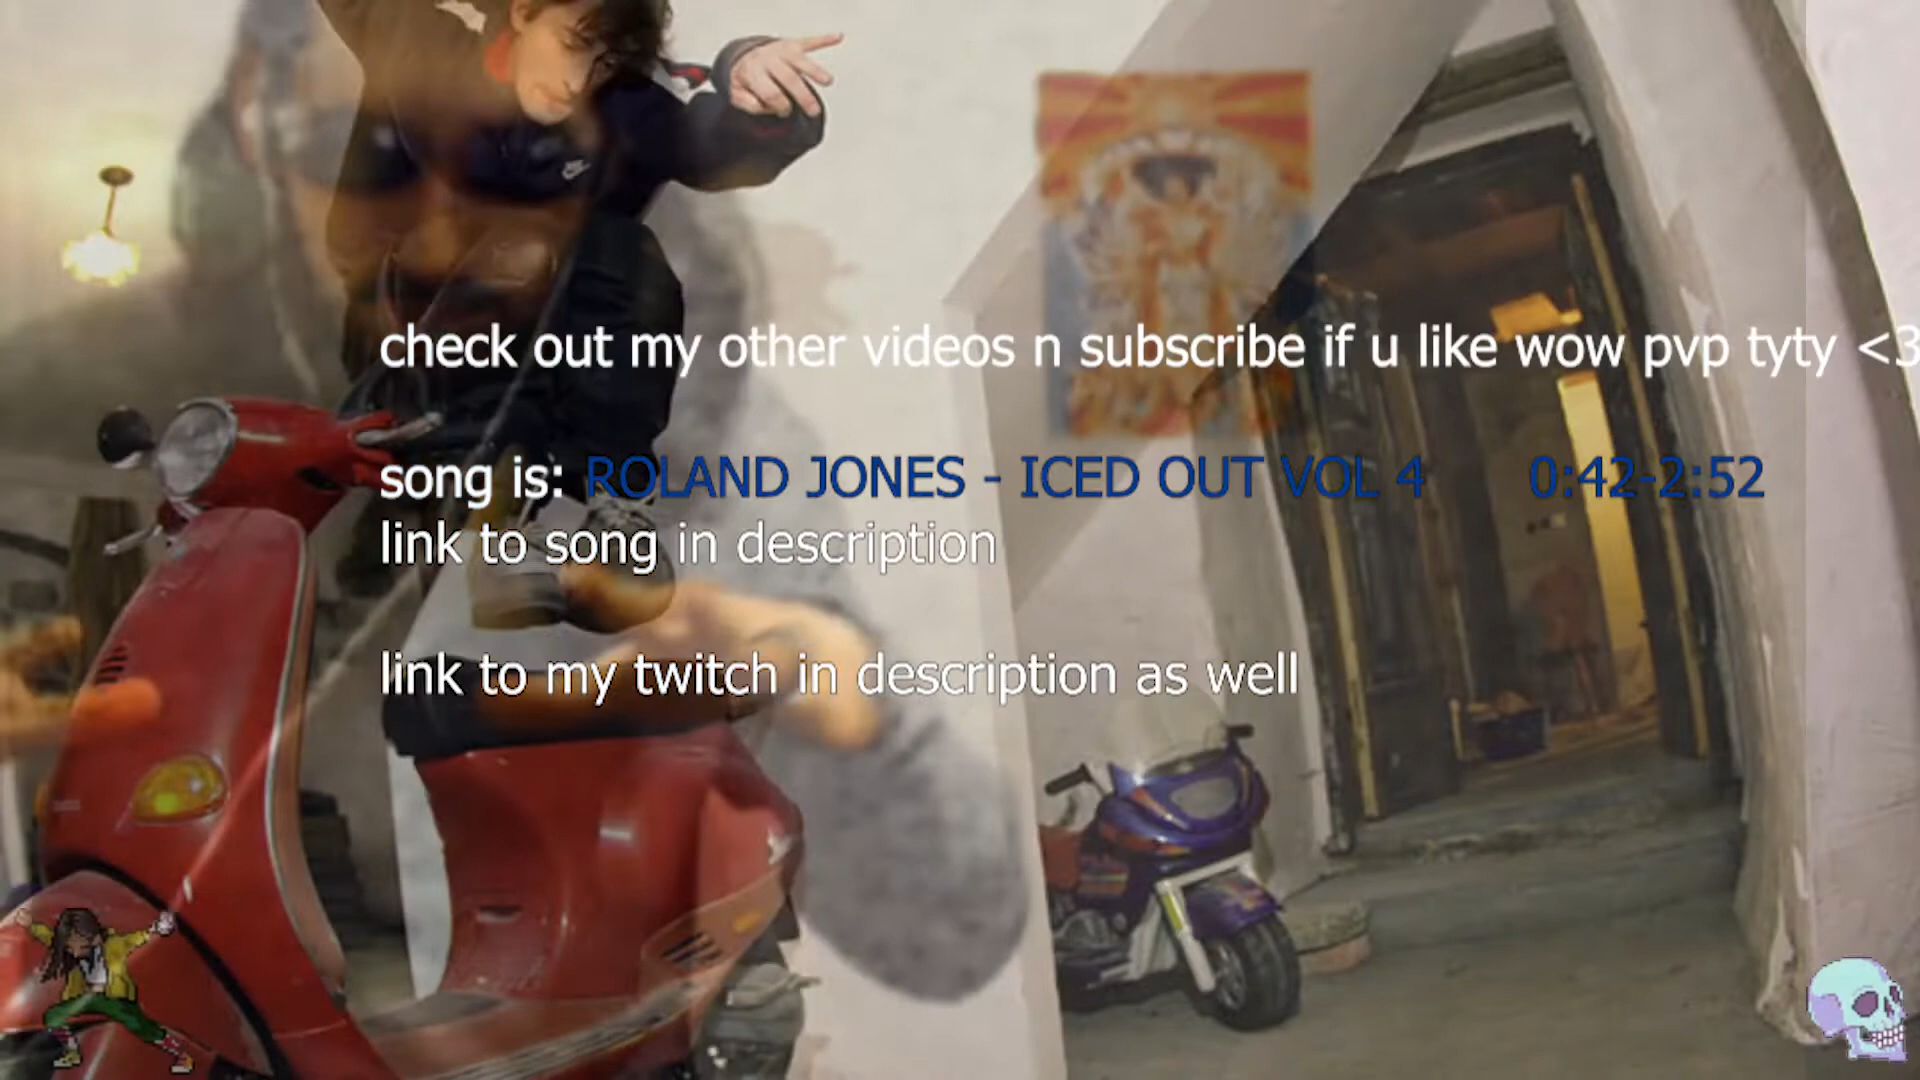 check out my other videos n subscribe if u like wow pvp tyty <3
song is: ROLAND JONES - ICED OUT VOL 4 0:42-2:52
link to song in description
link to my twitch in description as well